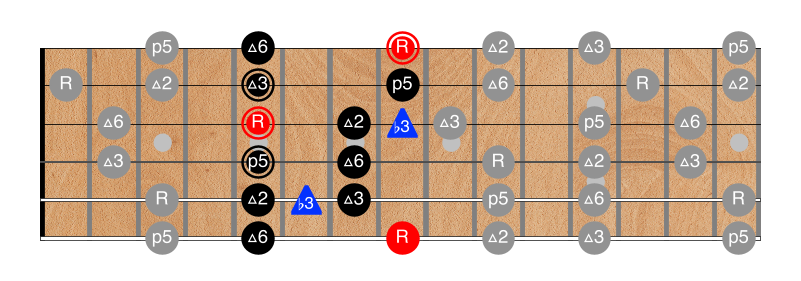 p5 △6 R △2 △3 p5
R △2 △3 p5 △6 R △2
△6 R △2 ♭3 △3 p5 △6
△3 p5 △6 R △2 △3
R △2 ♭3 △3 p5 △6 R
p5 △6 R △2 △3 p5